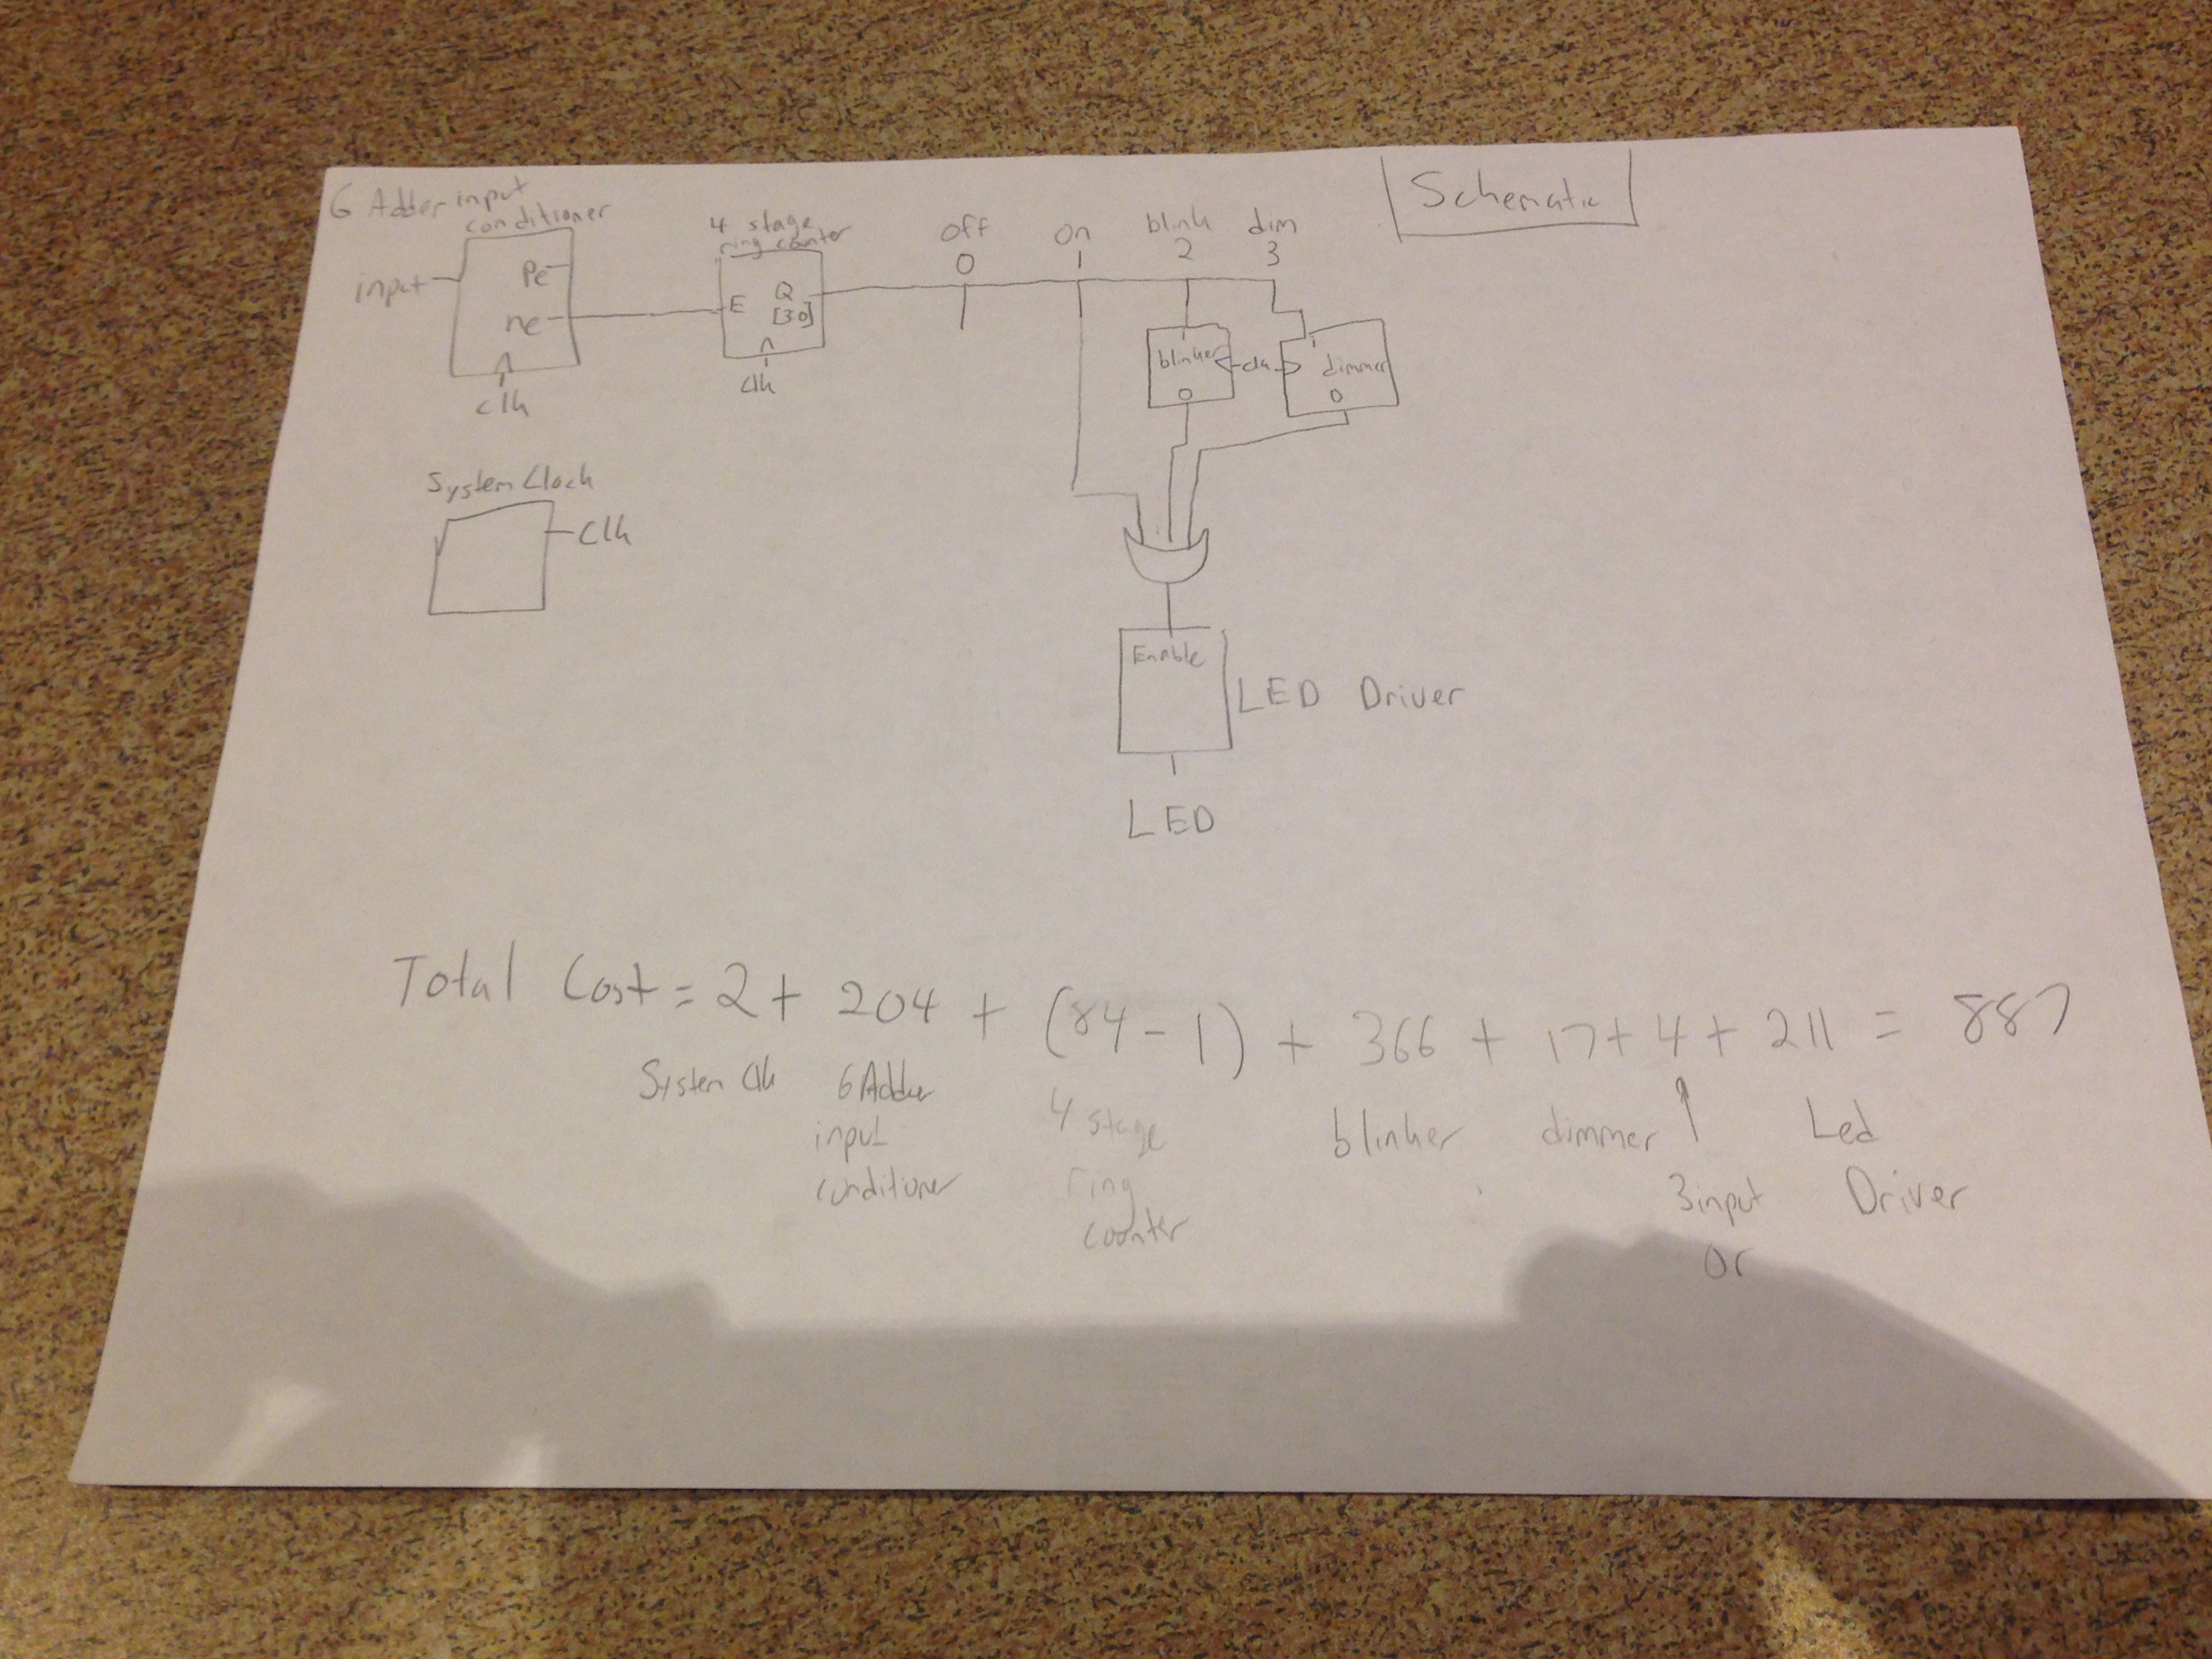 Schematic
6 Adder input
conditioner
input
Pe
ne
clk
4 stage
ring counter
E Q
[30]
clk
off on blink dim
0 1 2 3
blinker
clk
dimmer
O
O
System Clock
Clk
Enable
LED Driver
LED
Total Cost = 2 + 204 + (84 - 1) + 366 + 17 + 4 + 211 = 887
System Clk
6 Adder
input
conditioner
4 stage
ring
counter
blinker
dimmer
3 input
or
Led
Driver